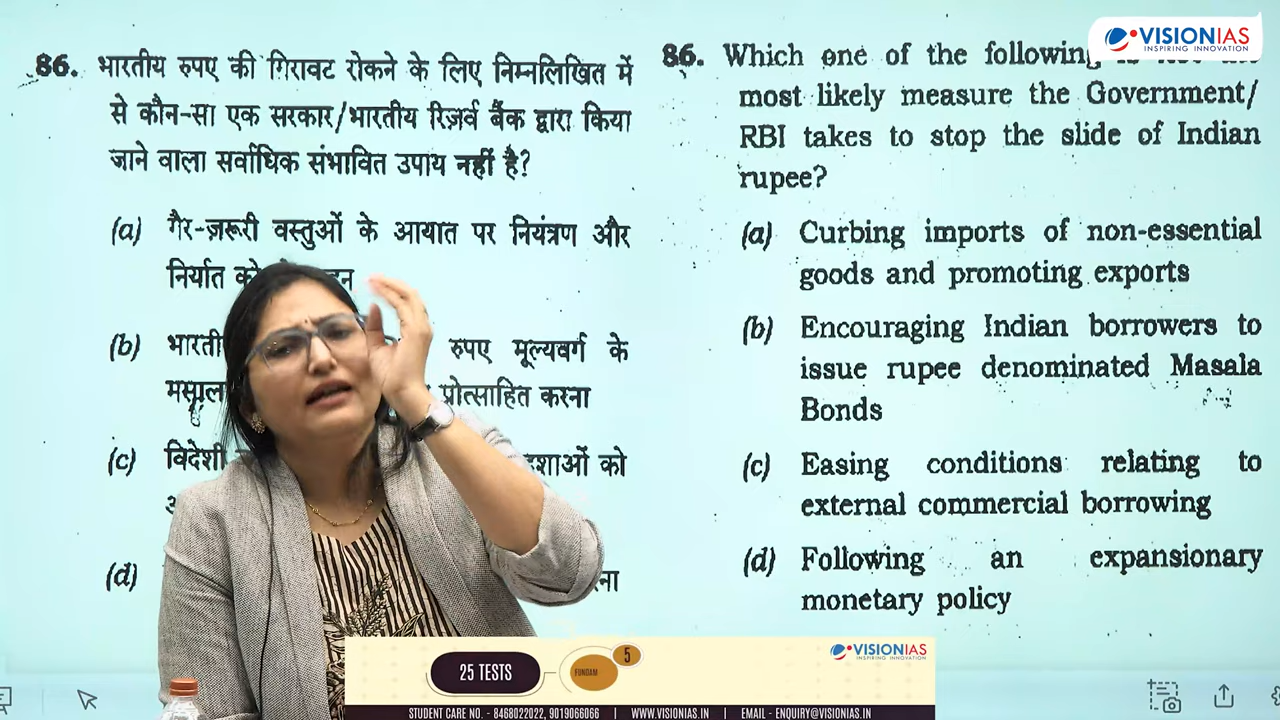 VISIONIAS
INSPIRING INNOVATION
86. भारतीय रुपए की गिरावट रोकने के लिए निम्नलिखित में
से कौन-सा एक सरकार/भारतीय रिज़र्व बैंक द्वारा किया
जाने वाला सर्वाधिक संभावित उपाय नहीं है?
(a) गैर-ज़रूरी वस्तुओं के आयात पर नियंत्रण और
निर्यात को
(b) रुपए मूल्यवर्ग के
प्रोत्साहित करना
(c) विदेशी को
(d)
86. Which one of the following
most likely measure the Government/
RBI takes to stop the slide of Indian
rupee?
(a) Curbing imports of non-essential
goods and promoting exports
(b) Encouraging Indian borrowers to
issue rupee denominated Masala
Bonds
(c) Easing conditions relating to
external commercial borrowing
(d) Following an expansionary
monetary policy
25 TESTS
FUNDAM
5
VISIONIAS
INSPIRING INNOVATION
STUDENT CARE NO. - 8468022022, 9019066066 | WWW.VISIONIAS.IN | EMAIL - ENQUIRY@VISIONIAS.IN